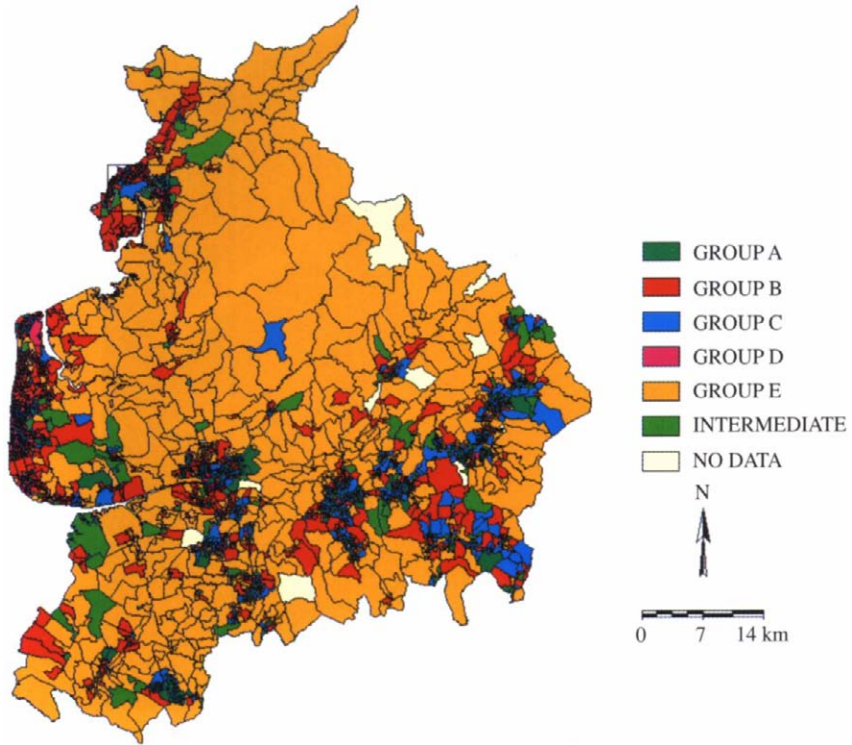 GROUP A
GROUP B
GROUP C
GROUP D
GROUP E
INTERMEDIATE
NO DATA
N
0 7 14 km